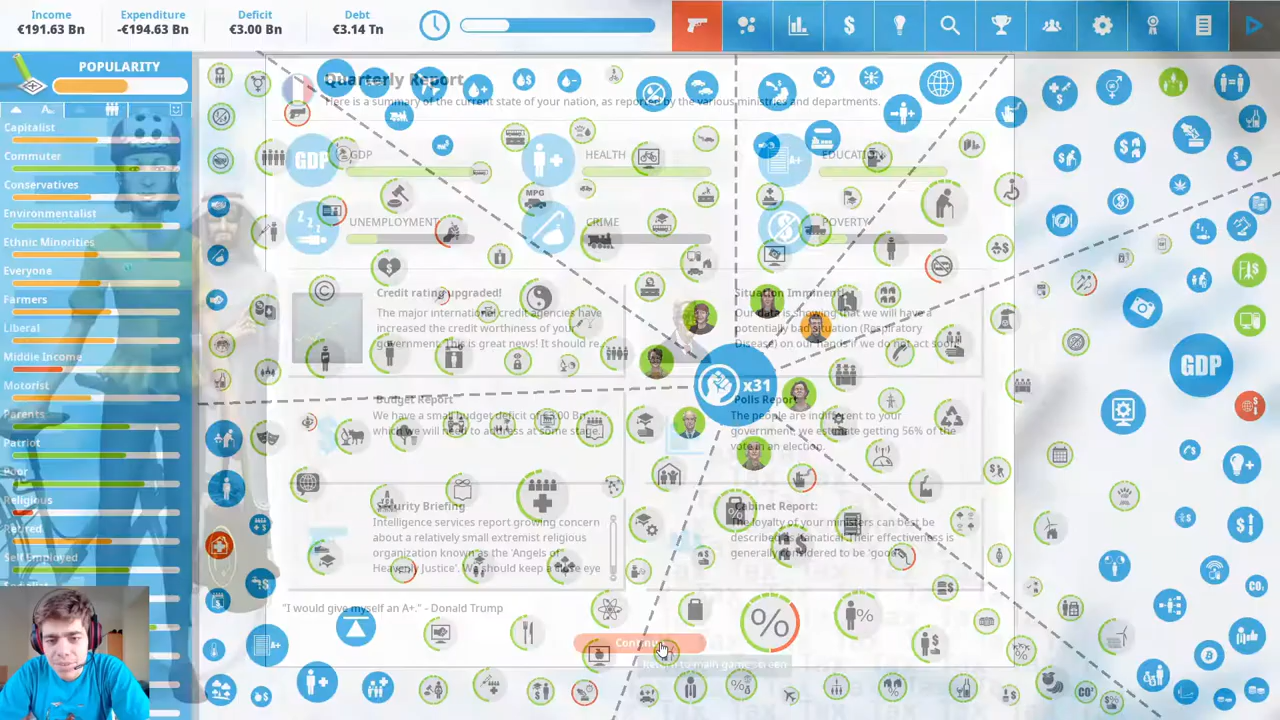 Income
Expenditure
Deficit
Debt
€191.63 Bn
-€194.63 Bn
€3.00 Bn
€3.14 Tn
POPULARITY
Capitalist
Commuter
Conservatives
Environmentalist
Ethnic Minorities
Everyone
Farmers
Liberal
Middle Income
Motorist
Parents
Patriot
Poor
Religious
Retired
Self Employed
Quarterly Report
Here is a summary of the current state of your nation, as reported by the various ministries and departments.
GDP
GDP
HEALTH
EDUCATION
UNEMPLOYMENT
CRIME
POVERTY
MPG
Credit rating upgraded!
The major international credit agencies have
increased the credit worthiness of your
government. This is great news! It should re
Situation Imminent
Our data is showing that we will have a
potentially bad situation (Respiratory
Disease) on our hands if we do not act soon
x31
GDP
Budget Report
We have a small budget deficit of €3.00 Bn
which we will need to address at some stage.
Polls Report
The people are indifferent to your
government, we estimate getting 56% of the
vote in an election.
Security Briefing
Intelligence services report growing concern
about a relatively small extremist religious
organization known as the 'Angels of
Heavenly Justice'. We should keep a close eye
Cabinet Report:
The loyalty of your ministers can best be
described as fanatical. Their effectiveness is
generally considered to be 'good'
"I would give myself an A+." - Donald Trump
Continue
Return to main game screen